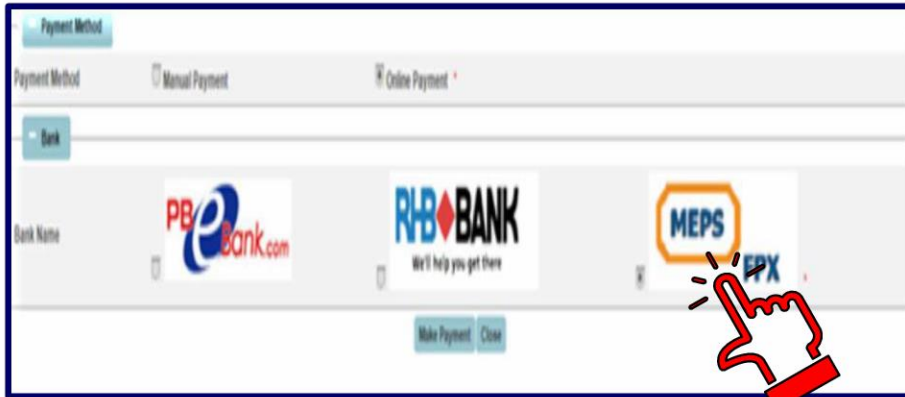 Payment Method
Payment Method Manual Payment Online Payment *
Bank
Bank Name PBeBank.com RHB BANK MEPS
We'll help you get there FPX *
Make Payment Close